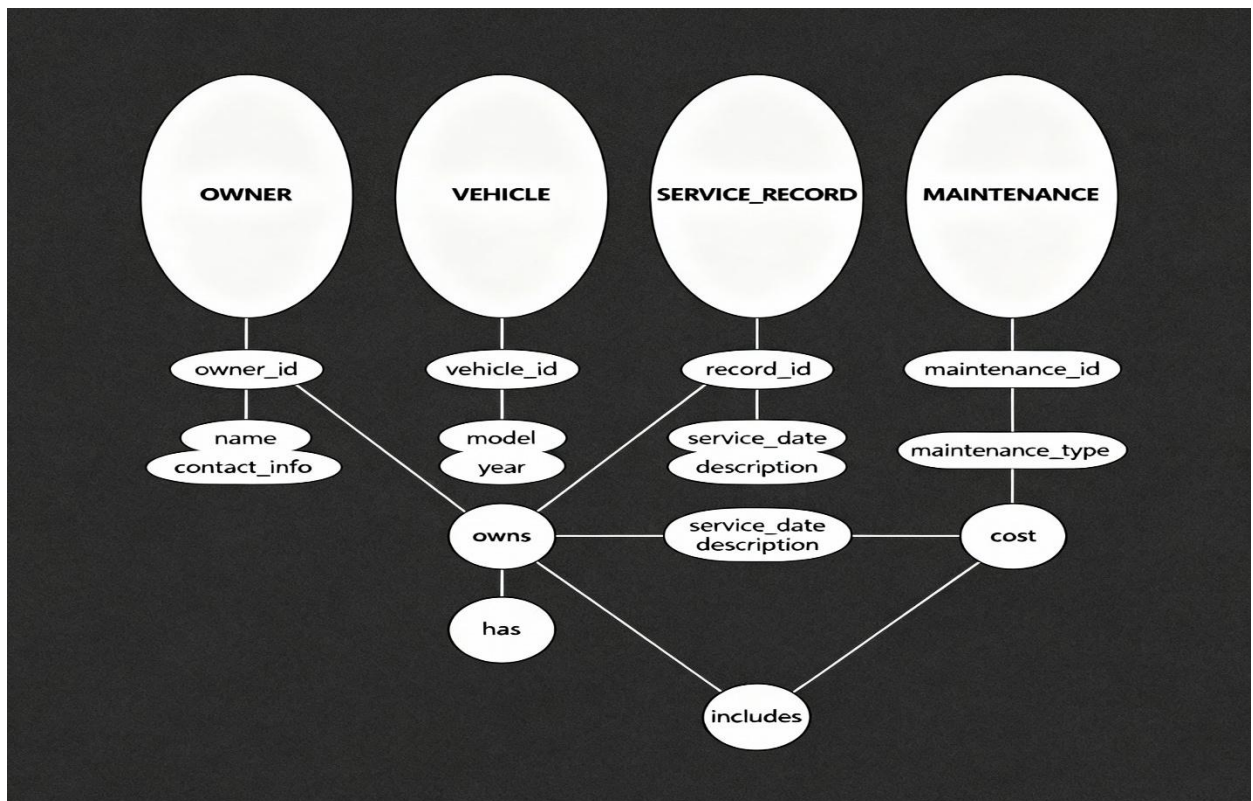 OWNER
VEHICLE
SERVICE_RECORD
MAINTENANCE
owner_id
vehicle_id
record_id
maintenance_id
name
contact_info
model
year
service_date
description
maintenance_type
owns
service_date
description
cost
has
includes